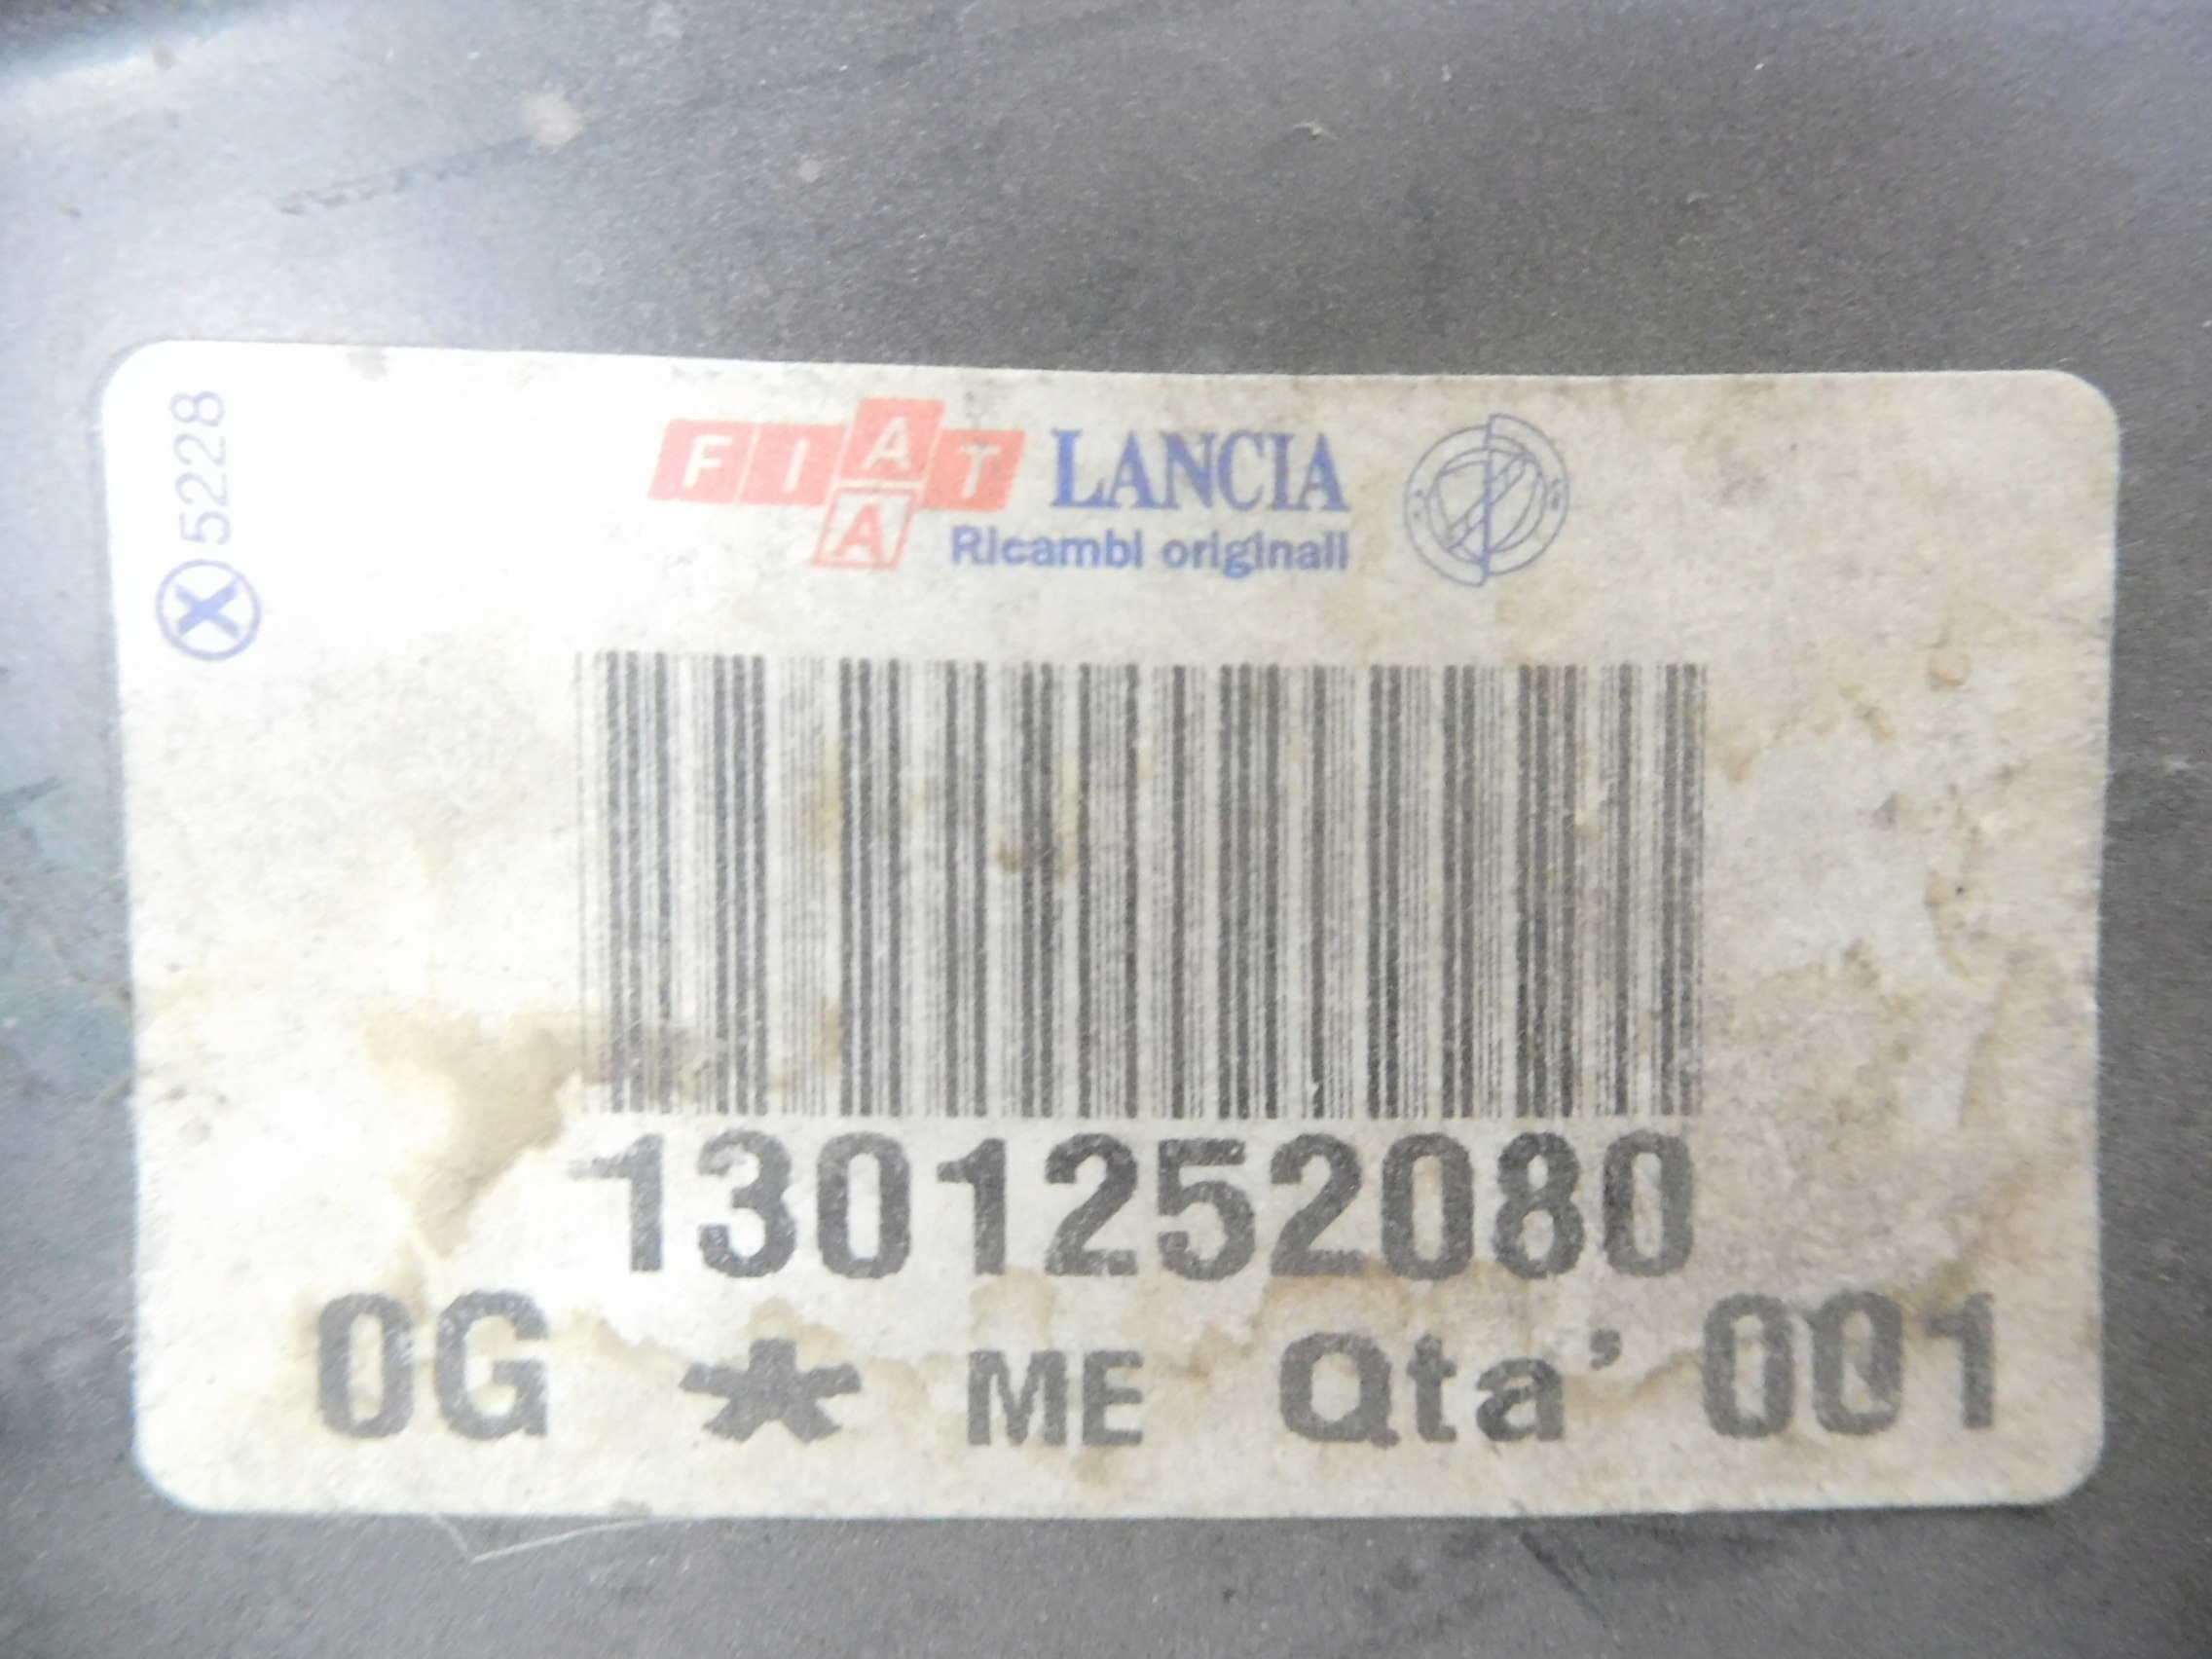 5228
FIAT LANCIA
A Ricambi originali
1301252080
0G * ME Qta' 001